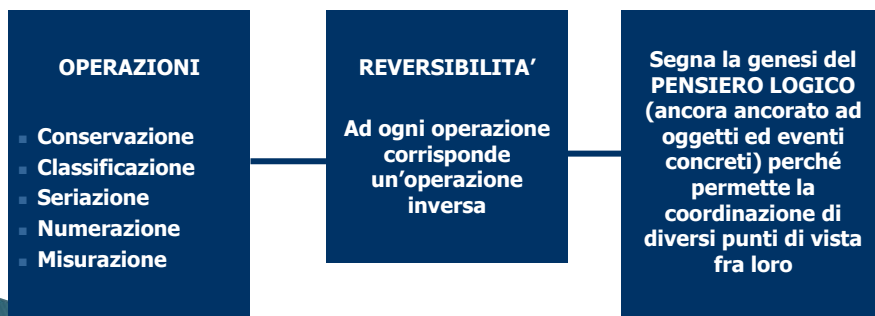 OPERAZIONI
Conservazione
Classificazione
Seriazione
Numerazione
Misurazione
REVERSIBILITA’
Ad ogni operazione
corrisponde
un’operazione
inversa
Segna la genesi del
PENSIERO LOGICO
(ancora ancorato ad
oggetti ed eventi
concreti) perché
permette la
coordinazione di
diversi punti di vista
fra loro